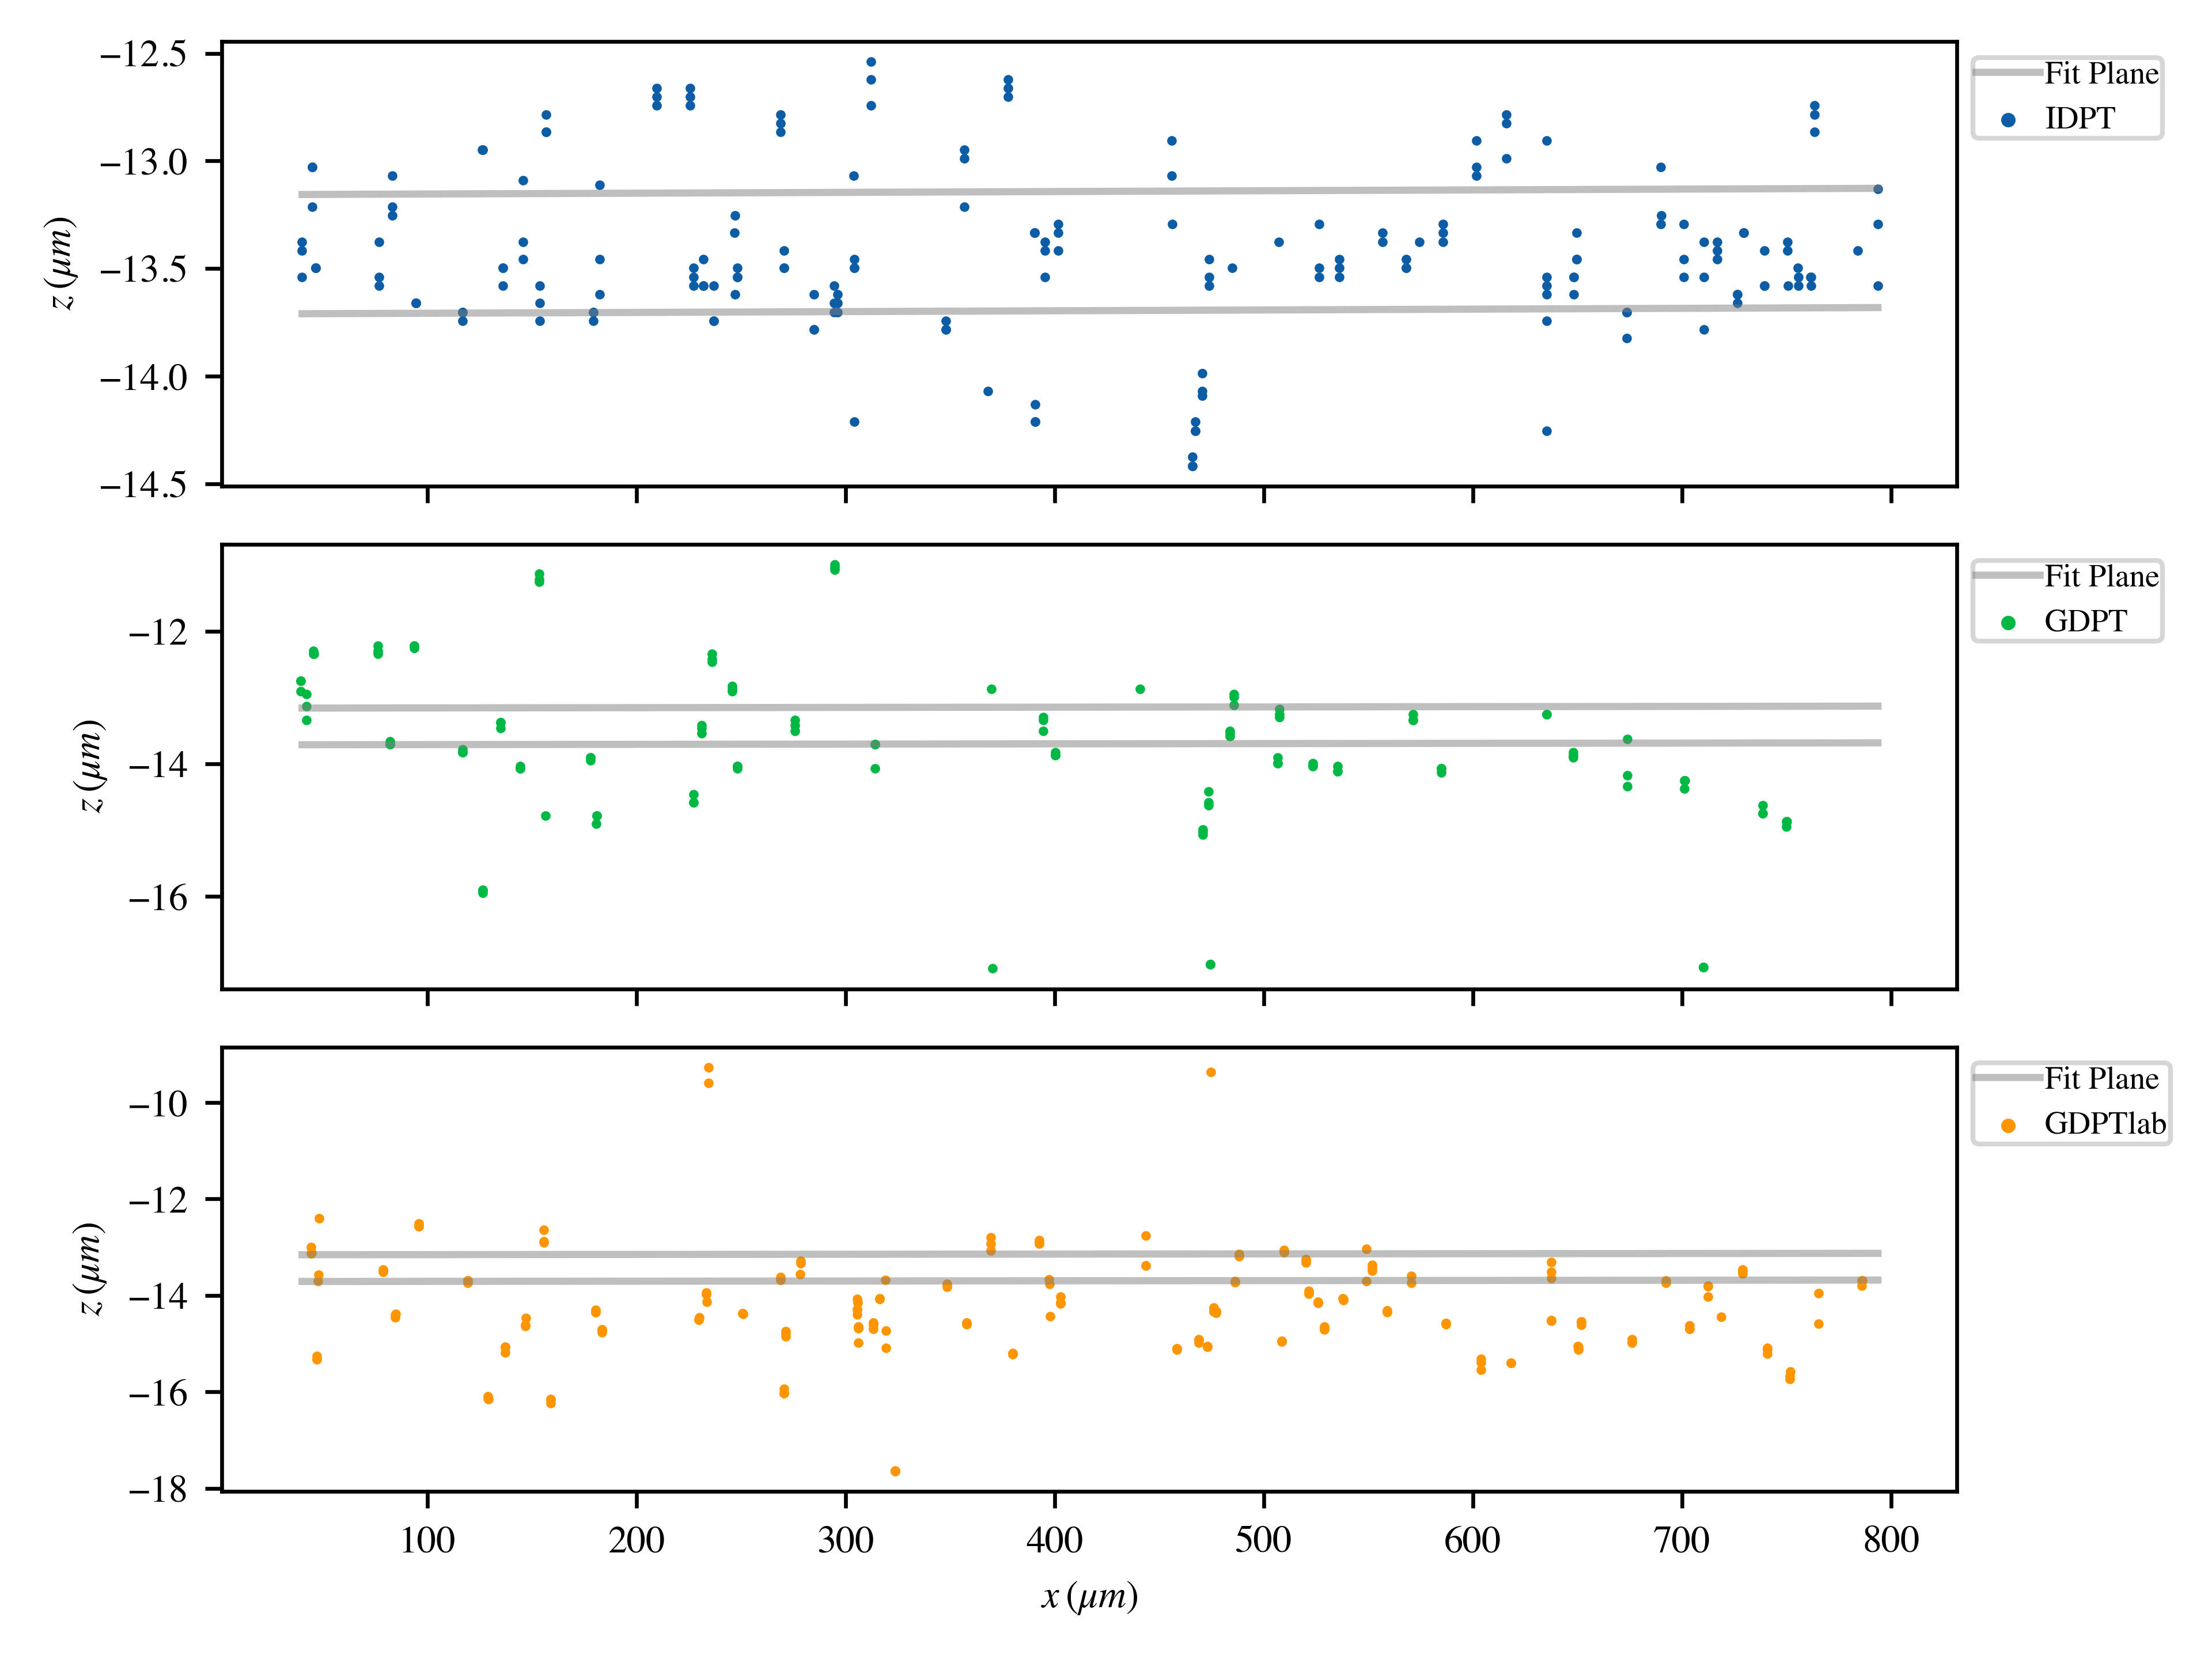 −12.5
−13.0
−13.5
−14.0
−14.5
z (μm)
Fit Plane
IDPT
−12
−14
−16
z (μm)
Fit Plane
GDPT
−10
−12
−14
−16
−18
z (μm)
Fit Plane
GDPTlab
100 200 300 400 500 600 700 800
x (μm)